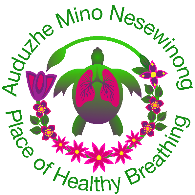 Auduzhe Mino Nesewinong
Place of Healthy Breathing